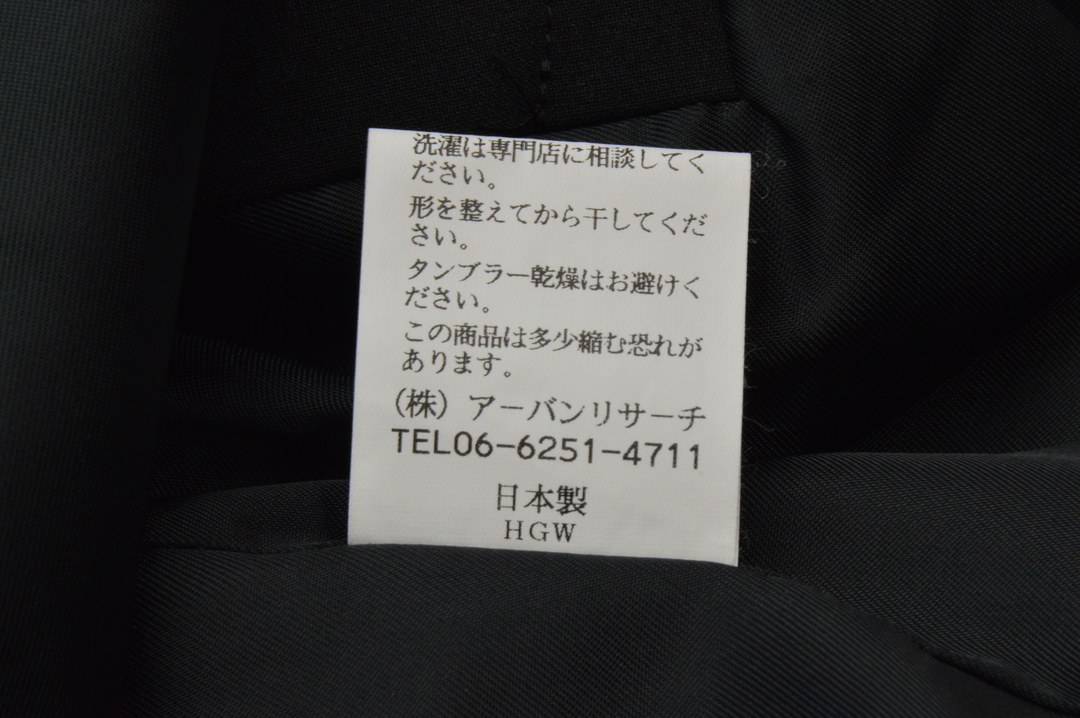 洗濯は専門店に相談してく
ださい。
形を整えてから干してくだ
さい。
タンブラー乾燥はお避けく
ださい。
この商品は多少縮む恐れが
あります。
（株）アーバンリサーチ
TEL06-6251-4711
日本製
HGW